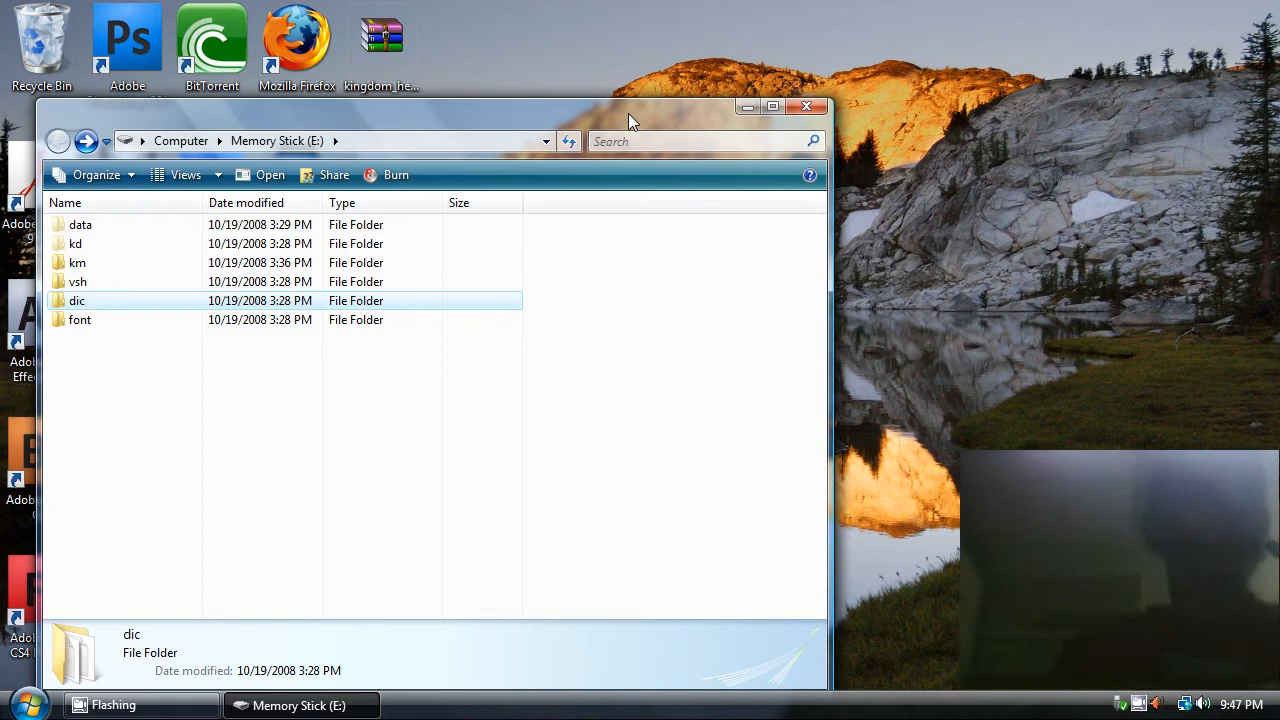 Ps
Recycle Bin
Adobe
BitTorrent
Mozilla Firefox
kingdom_he...
Computer
Memory Stick (E:)
Search
Organize
Views
Open
Share
Burn
Name
Date modified
Type
Size
data 10/19/2008 3:29 PM File Folder
kd 10/19/2008 3:28 PM File Folder
km 10/19/2008 3:36 PM File Folder
vsh 10/19/2008 3:28 PM File Folder
dic 10/19/2008 3:28 PM File Folder
font 10/19/2008 3:28 PM File Folder
Adobe
9
Adob
Effe
Adob
Adob
CS4
dic
File Folder
Date modified: 10/19/2008 3:28 PM
Flashing
Memory Stick (E:)
9:47 PM